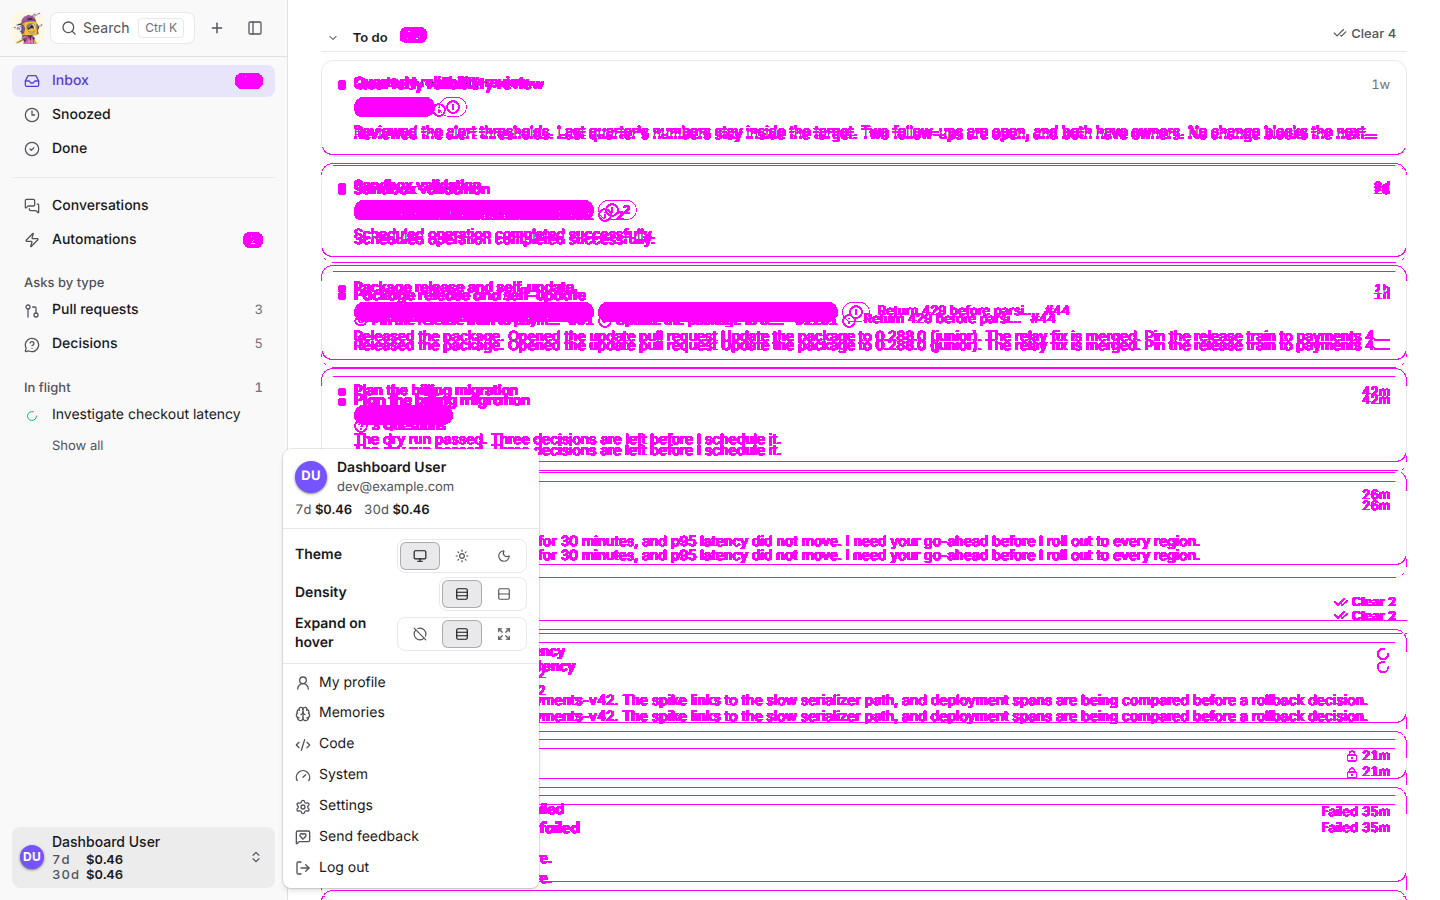 Search Ctrl K
Inbox
Snoozed
Done
Conversations
Automations
Asks by type
Pull requests 3
Decisions 5
In flight 1
Investigate checkout latency
Show all
Dashboard User
7d $0.46
30d $0.46
To do
Clear 4
Quarterly reliability review 1w
Reviewed the alert thresholds. Last quarter's numbers stay inside the target. Two follow-ups are open, and both have owners. No change blocks the next...
Sandbox validation
2
Scheduled operation completed successfully.
Package release and self-update 1h
Return 429 before parsi... #44
Released the package. Opened the update pull request Update the package to 0.288.0 (junior). The relay fix is merged. Pin the release train to payments 4...
Plan the billing migration 42m
The dry run passed. Three decisions are left before I schedule it.
26m
for 30 minutes, and p95 latency did not move. I need your go-ahead before I roll out to every region.
Clear 2
yments-v42. The spike links to the slow serializer path, and deployment spans are being compared before a rollback decision.
21m
failed Failed 35m
Dashboard User
DU
dev@example.com
7d $0.46 30d $0.46
Theme
Density
Expand on
hover
My profile
Memories
Code
System
Settings
Send feedback
Log out
DU